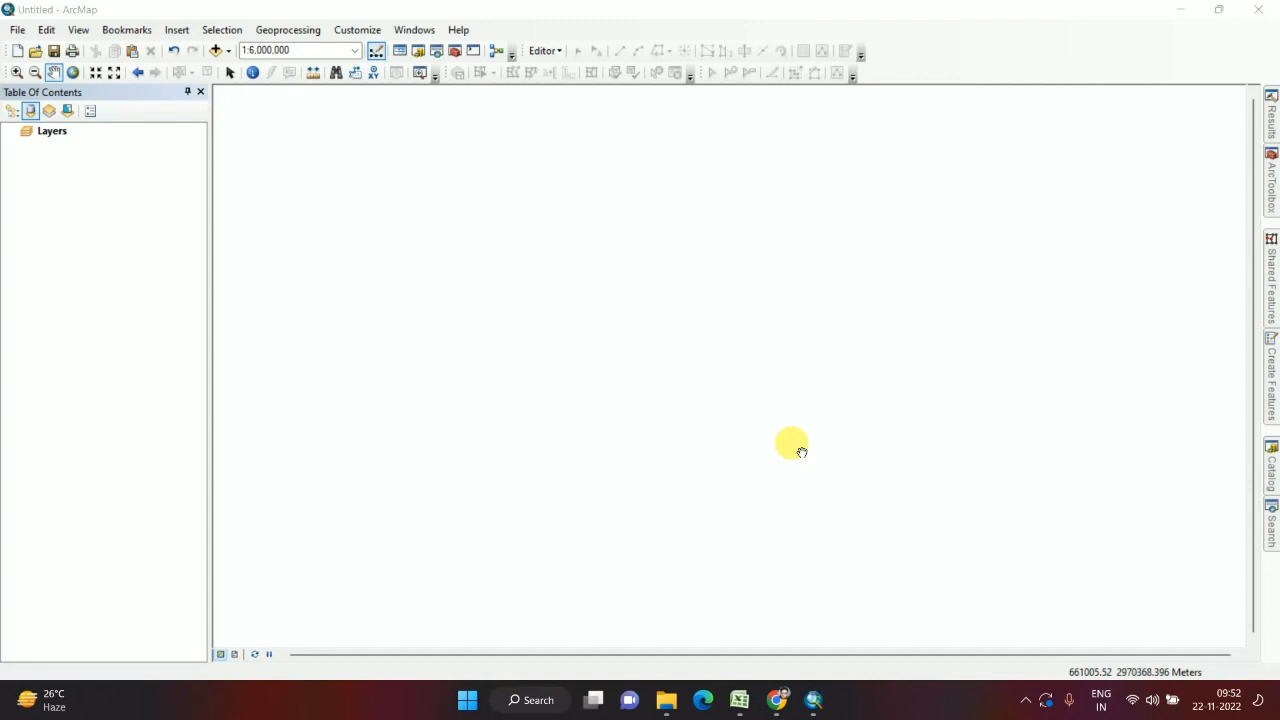 Untitled - ArcMap
File Edit View Bookmarks Insert Selection Geoprocessing Customize Windows Help
1:6,000,000 Editor
Table Of Contents
Layers
Results
ArcToolbox
Shared Features
Create Features
Catalog
Search
661005.52 2970368.396 Meters
26°C
Haze
Search
ENG
IN
09:52
22-11-2022